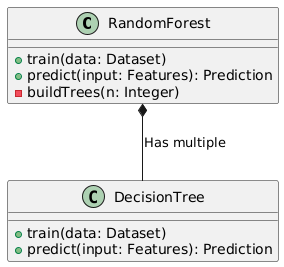 C RandomForest
train(data: Dataset)
predict(input: Features): Prediction
buildTrees(n: Integer)
Has multiple
C DecisionTree
train(data: Dataset)
predict(input: Features): Prediction